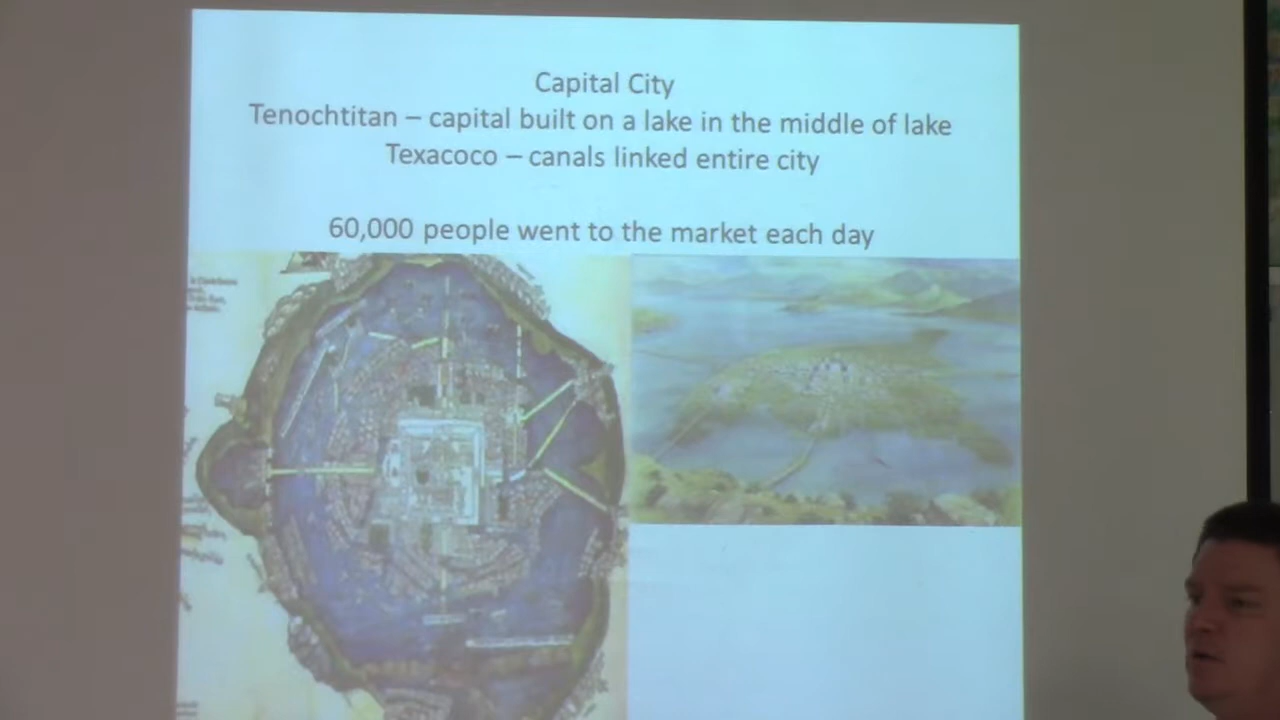 Capital City
Tenochtitan – capital built on a lake in the middle of lake
Texacoco – canals linked entire city
60,000 people went to the market each day